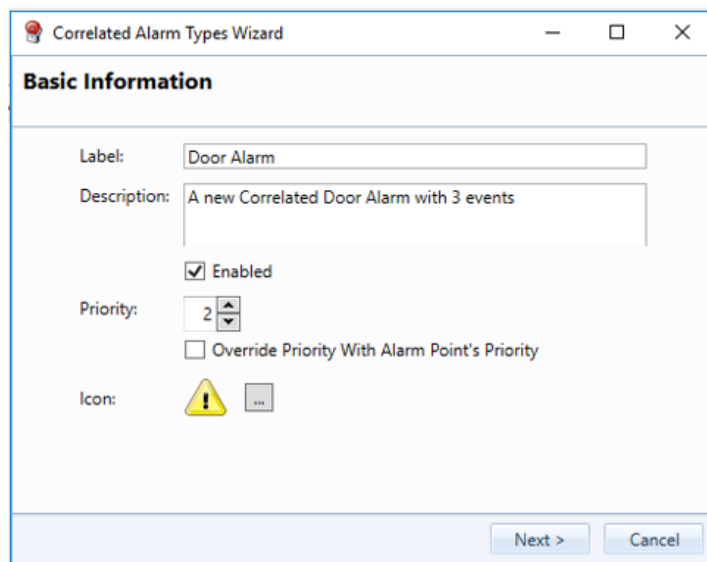 Correlated Alarm Types Wizard
Basic Information
Label: Door Alarm
Description: A new Correlated Door Alarm with 3 events
Enabled
Priority: 2
Override Priority With Alarm Point's Priority
Icon: ...
Next > Cancel